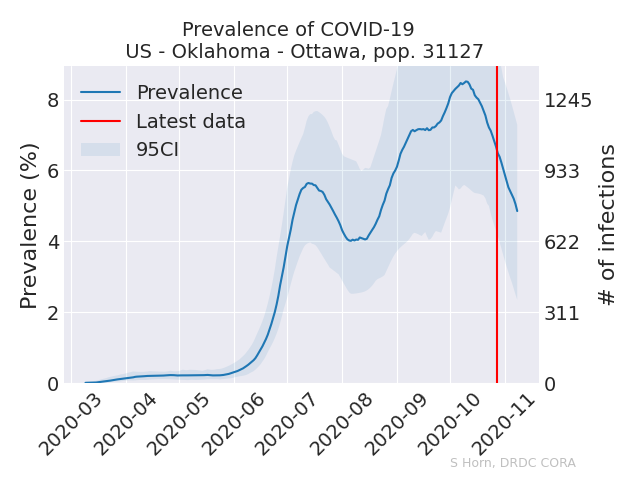 Prevalence of COVID-19
US - Oklahoma - Ottawa, pop. 31127
Prevalence
Latest data
95CI
Prevalence (%)
8
6
4
2
0
# of infections
1245
933
622
311
0
2020-03
2020-04
2020-05
2020-06
2020-07
2020-08
2020-09
2020-10
2020-11
S Horn, DRDC CORA